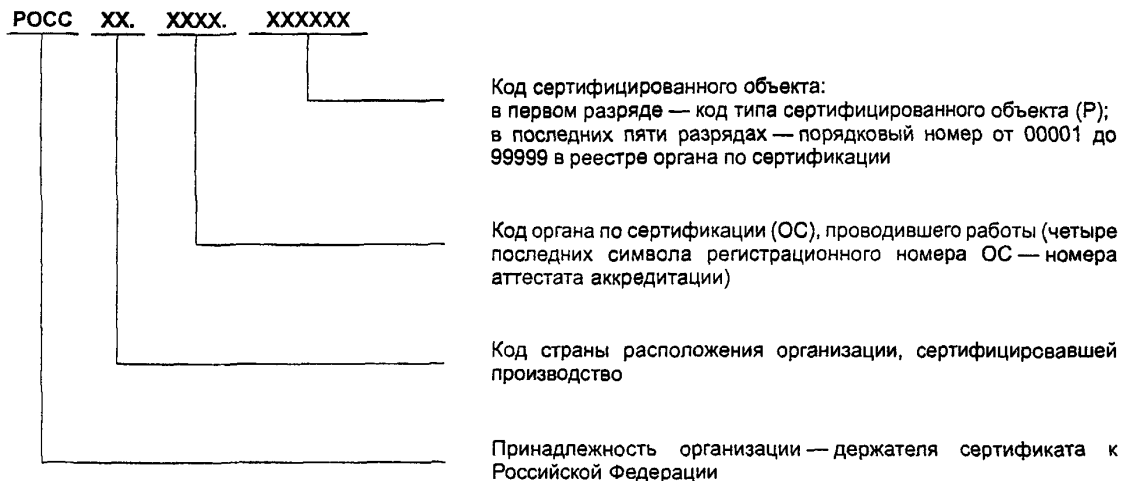 РОСС XX. XXXX. XXXXXX
Код сертифицированного объекта:
в первом разряде — код типа сертифицированного объекта (Р);
в последних пяти разрядах — порядковый номер от 00001 до
99999 в реестре органа по сертификации
Код органа по сертификации (ОС), проводившего работы (четыре
последних символа регистрационного номера ОС — номера
аттестата аккредитации)
Код страны расположения организации, сертифицировавшей
производство
Принадлежность организации — держателя сертификата к
Российской Федерации